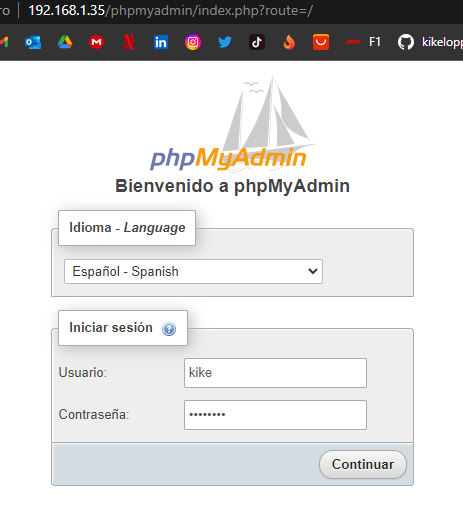 ro 192.168.1.35/phpmyadmin/index.php?route=/
F1 kikelopp
phpMyAdmin
Bienvenido a phpMyAdmin
Idioma - Language
Español - Spanish
Iniciar sesión
Usuario: kike
Contraseña: ••••••••
Continuar